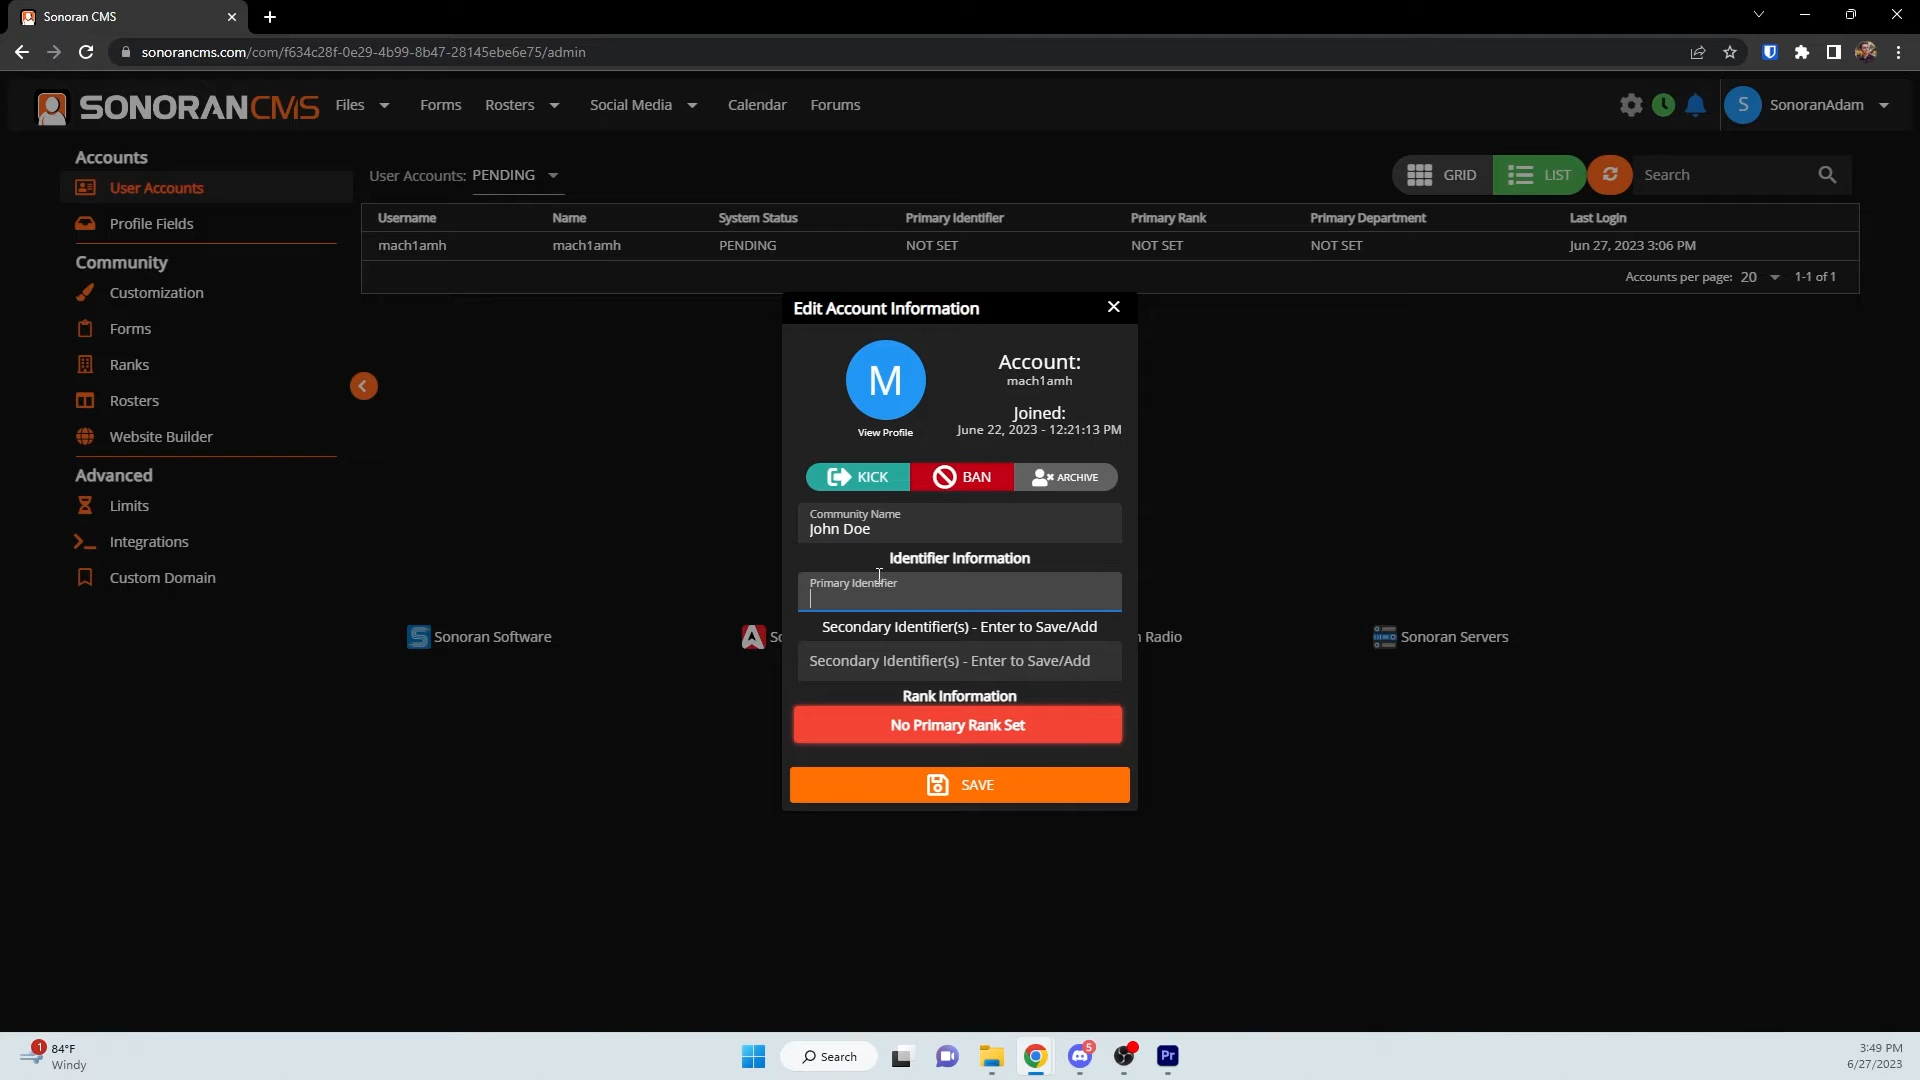 Sonoran CMS
sonorancms.com/com/f634c28f-0e29-4b99-8b47-28145ebe6e75/admin
SONORANCMS
Files
Forms
Rosters
Social Media
Calendar
Forums
S
SonoranAdam
Accounts
User Accounts
Profile Fields
Community
Customization
Forms
Ranks
Rosters
Website Builder
Advanced
Limits
Integrations
Custom Domain
User Accounts: PENDING
GRID
LIST
Search
Username Name System Status Primary Identifier Primary Rank Primary Department Last Login
mach1amh mach1amh PENDING NOT SET NOT SET NOT SET Jun 27, 2023 3:06 PM
Accounts per page: 20 1-1 of 1
Edit Account Information
M
View Profile
Account:
mach1amh
Joined:
June 22, 2023 - 12:21:13 PM
KICK
BAN
ARCHIVE
Community Name
John Doe
Identifier Information
Primary Identifier
Secondary Identifier(s) - Enter to Save/Add
Secondary Identifier(s) - Enter to Save/Add
Rank Information
No Primary Rank Set
SAVE
Sonoran Software
Radio
Sonoran Servers
1
84°F
Windy
Search
5
Pr
3:49 PM
6/27/2023